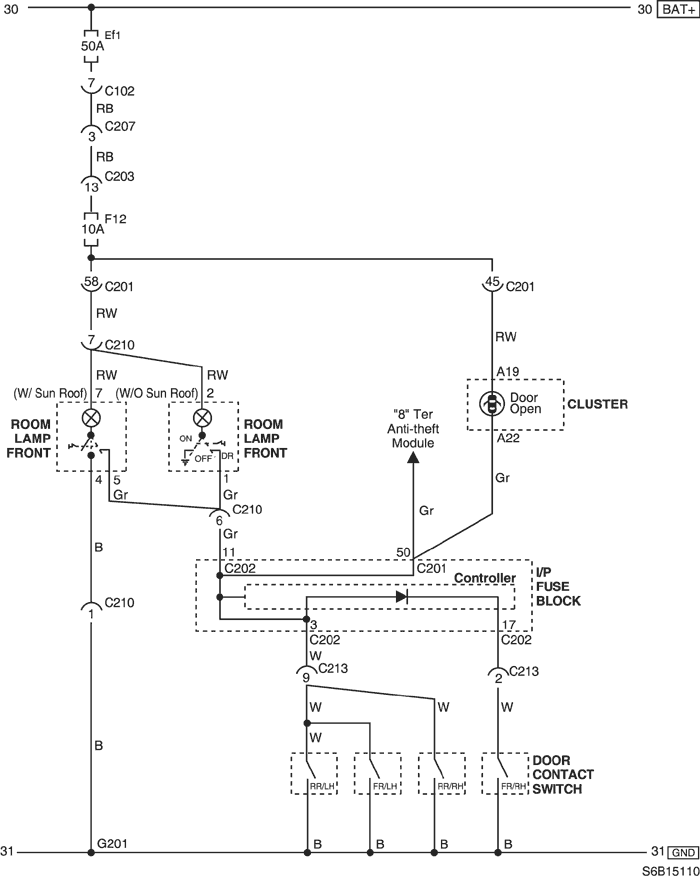 30 30 BAT+
Ef1
50A
7 C102
RB
C207
3
RB
C203
13
F12
10A
58 C201 45 C201
RW
7 C210
RW
RW RW
A19
(W/ Sun Roof) 7 (W/O Sun Roof) 2
Door
Open
CLUSTER
"8" Ter
Anti-theft
Module
ROOM
LAMP
FRONT
ON
OFF
DR
ROOM
LAMP
FRONT
A22
4 5 1
Gr Gr Gr
C210
6
Gr
Gr
B
11 50
C202 C201
I/P
FUSE
BLOCK
Controller
C210
1
3 17
C202 C202
W
C213 C213
9 2
W W W
W
B
DOOR
CONTACT
SWITCH
RR/LH FR/LH RR/RH FR/RH
G201 B B B B
31 31 GND
S6B15110